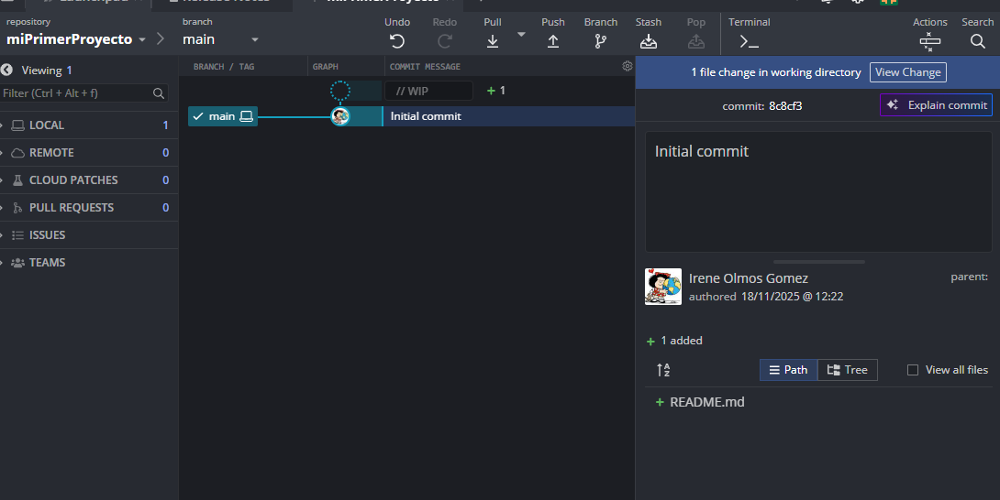 Release Notes
repository
miPrimerProyecto
branch
main
Undo
Redo
Pull
Push
Branch
Stash
Pop
Terminal
Actions
Search
Viewing 1
Filter (Ctrl + Alt + f)
LOCAL 1
REMOTE 0
CLOUD PATCHES 0
PULL REQUESTS 0
ISSUES
TEAMS
BRANCH / TAG
GRAPH
COMMIT MESSAGE
// WIP
+ 1
main
Initial commit
1 file change in working directory
View Change
commit: 8c8cf3
Explain commit
Initial commit
Irene Olmos Gomez
authored 18/11/2025 @ 12:22
parent:
+ 1 added
Path
Tree
View all files
+ README.md